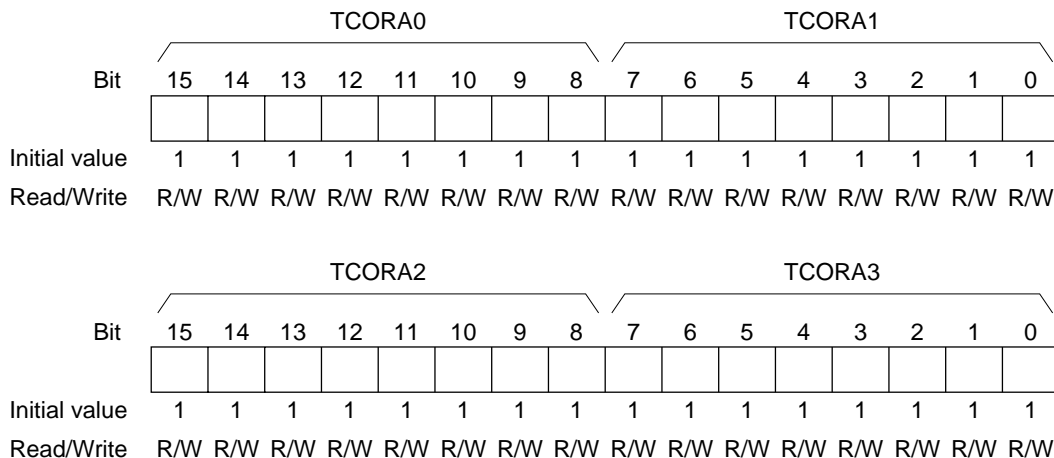 TCORA0 TCORA1
Bit 15 14 13 12 11 10 9 8 7 6 5 4 3 2 1 0
Initial value 1 1 1 1 1 1 1 1 1 1 1 1 1 1 1 1
Read/Write R/W R/W R/W R/W R/W R/W R/W R/W R/W R/W R/W R/W R/W R/W R/W R/W
TCORA2 TCORA3
Bit 15 14 13 12 11 10 9 8 7 6 5 4 3 2 1 0
Initial value 1 1 1 1 1 1 1 1 1 1 1 1 1 1 1 1
Read/Write R/W R/W R/W R/W R/W R/W R/W R/W R/W R/W R/W R/W R/W R/W R/W R/W